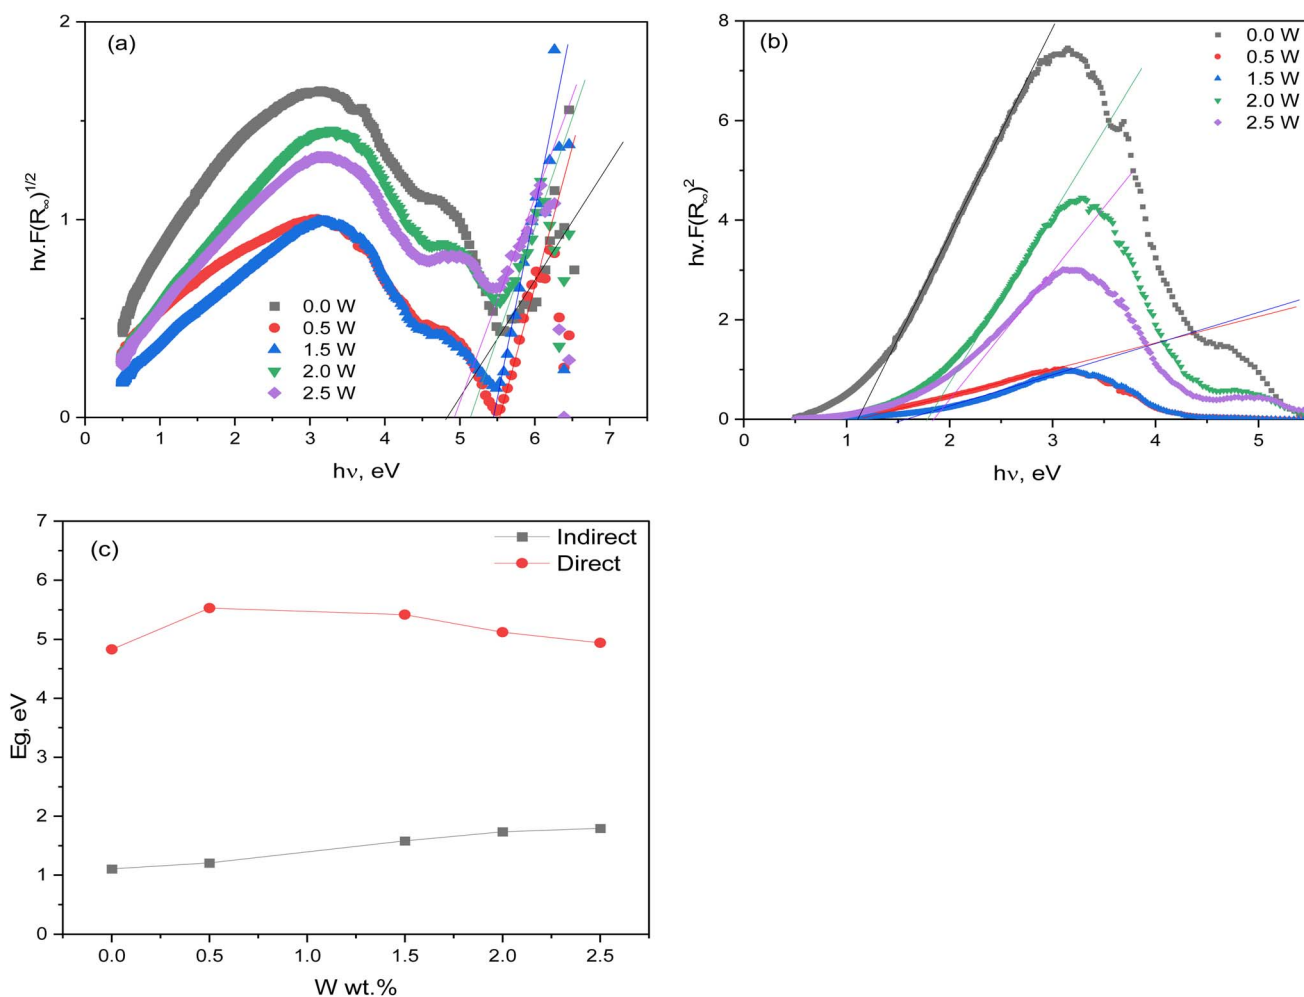 (a)
hν.F(R∞)^1/2
2
1
0
0 1 2 3 4 5 6 7
hν, eV
0.0 W
0.5 W
1.5 W
2.0 W
2.5 W
(b)
hν.F(R∞)^2
8
6
4
2
0
0 1 2 3 4 5
hν, eV
0.0 W
0.5 W
1.5 W
2.0 W
2.5 W
(c)
Eg, eV
7
6
5
4
3
2
1
0
0.0 0.5 1.0 1.5 2.0 2.5
W wt.%
Indirect
Direct